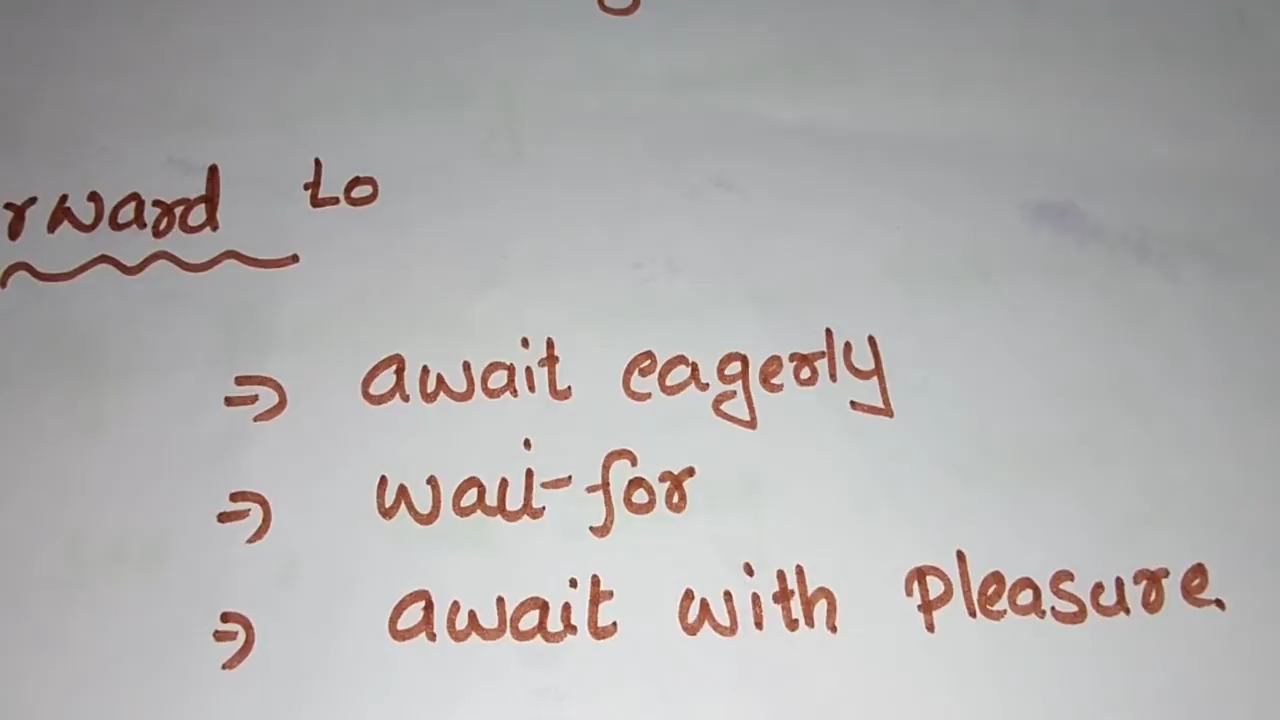 rward to
=) await eagerly
=) wait-for
=) await with pleasure